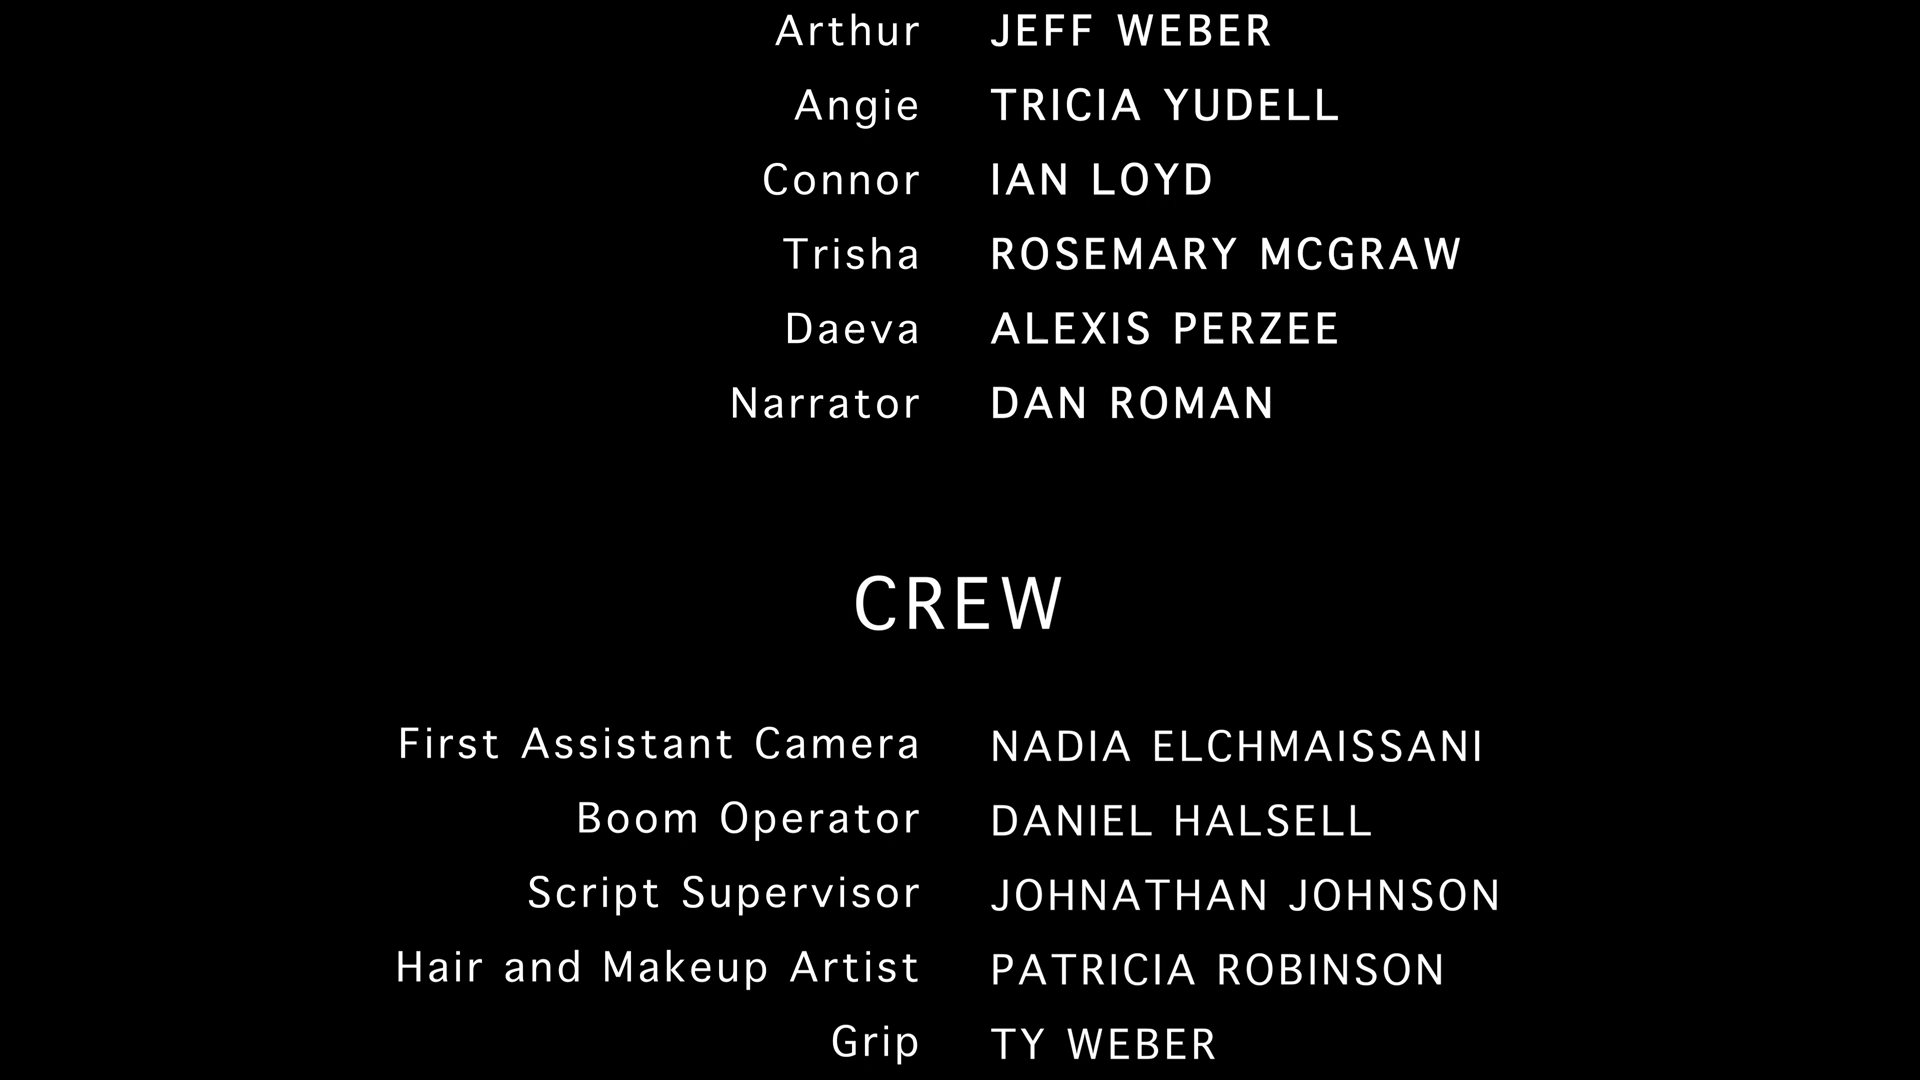 Arthur JEFF WEBER
Angie TRICIA YUDELL
Connor IAN LOYD
Trisha ROSEMARY MCGRAW
Daeva ALEXIS PERZEE
Narrator DAN ROMAN
CREW
First Assistant Camera NADIA ELCHMAISSANI
Boom Operator DANIEL HALSELL
Script Supervisor JOHNATHAN JOHNSON
Hair and Makeup Artist PATRICIA ROBINSON
Grip TY WEBER